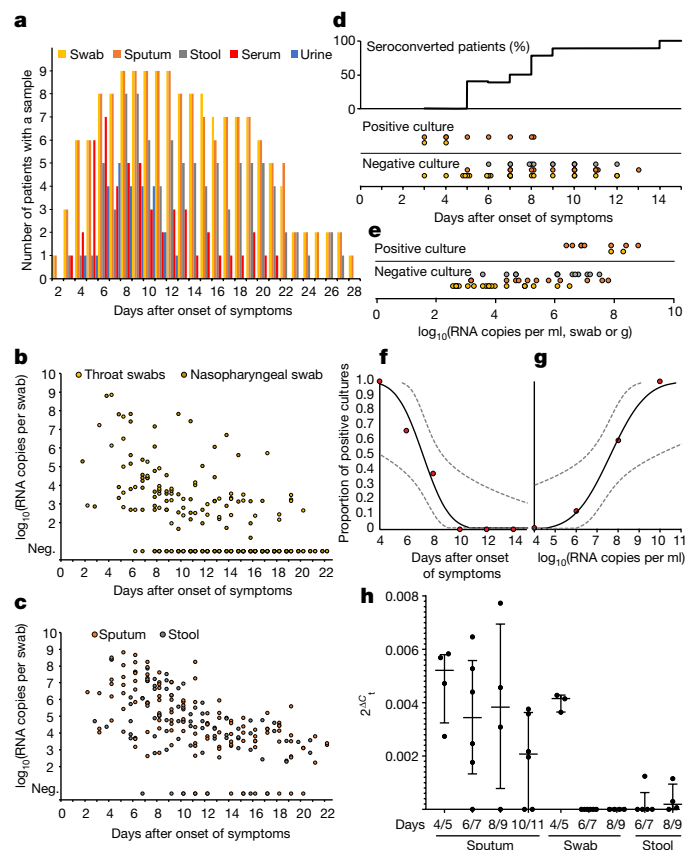 a
Swab Sputum Stool Serum Urine
Number of patients with a sample
9
8
7
6
5
4
3
2
1
0
2 4 6 8 10 12 14 16 18 20 22 24 26 28
Days after onset of symptoms
d
Seroconverted patients (%)
100
50
0
Positive culture
Negative culture
0 5 10 15
Days after onset of symptoms
e
Positive culture
Negative culture
0 2 4 6 8 10
log10(RNA copies per ml, swab or g)
b
Throat swabs Nasopharyngeal swab
log10(RNA copies per swab)
10
9
8
7
6
5
4
3
2
Neg.
0 2 4 6 8 10 12 14 16 18 20 22
Days after onset of symptoms
c
Sputum Stool
log10(RNA copies per swab)
10
9
8
7
6
5
4
3
2
Neg.
0 2 4 6 8 10 12 14 16 18 20 22
Days after onset of symptoms
f
Proportion of positive cultures
1.0
0.9
0.8
0.7
0.6
0.5
0.4
0.3
0.2
0.1
0
4 6 8 10 12 14
Days after onset
of symptoms
g
4 5 6 7 8 9 10 11
log10(RNA copies per ml)
h
2ΔCt
0.008
0.006
0.004
0.002
Days 4/5 6/7 8/9 10/11 4/5 6/7 8/9 6/7 8/9
Sputum Swab Stool